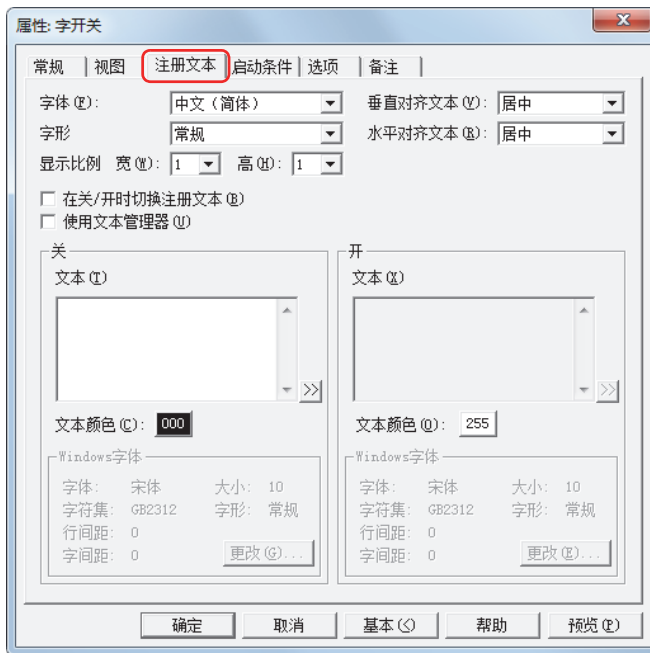 属性: 字开关
常规 视图 注册文本 启动条件 选项 备注
字体(F): 中文（简体） 垂直对齐文本(V): 居中
字形 常规 水平对齐文本(R): 居中
显示比例 宽(W): 1 高(H): 1
在关/开时切换注册文本(B)
使用文本管理器(U)
关
文本(T)
>>
文本颜色(C): 000
Windows字体
字体: 宋体 大小: 10
字符集: GB2312 字形: 常规
行间距: 0
字间距: 0 更改(G)...
开
文本(X)
>>
文本颜色(O): 255
Windows字体
字体: 宋体 大小: 10
字符集: GB2312 字形: 常规
行间距: 0
字间距: 0 更改(E)...
确定 取消 基本(<) 帮助 预览(P)